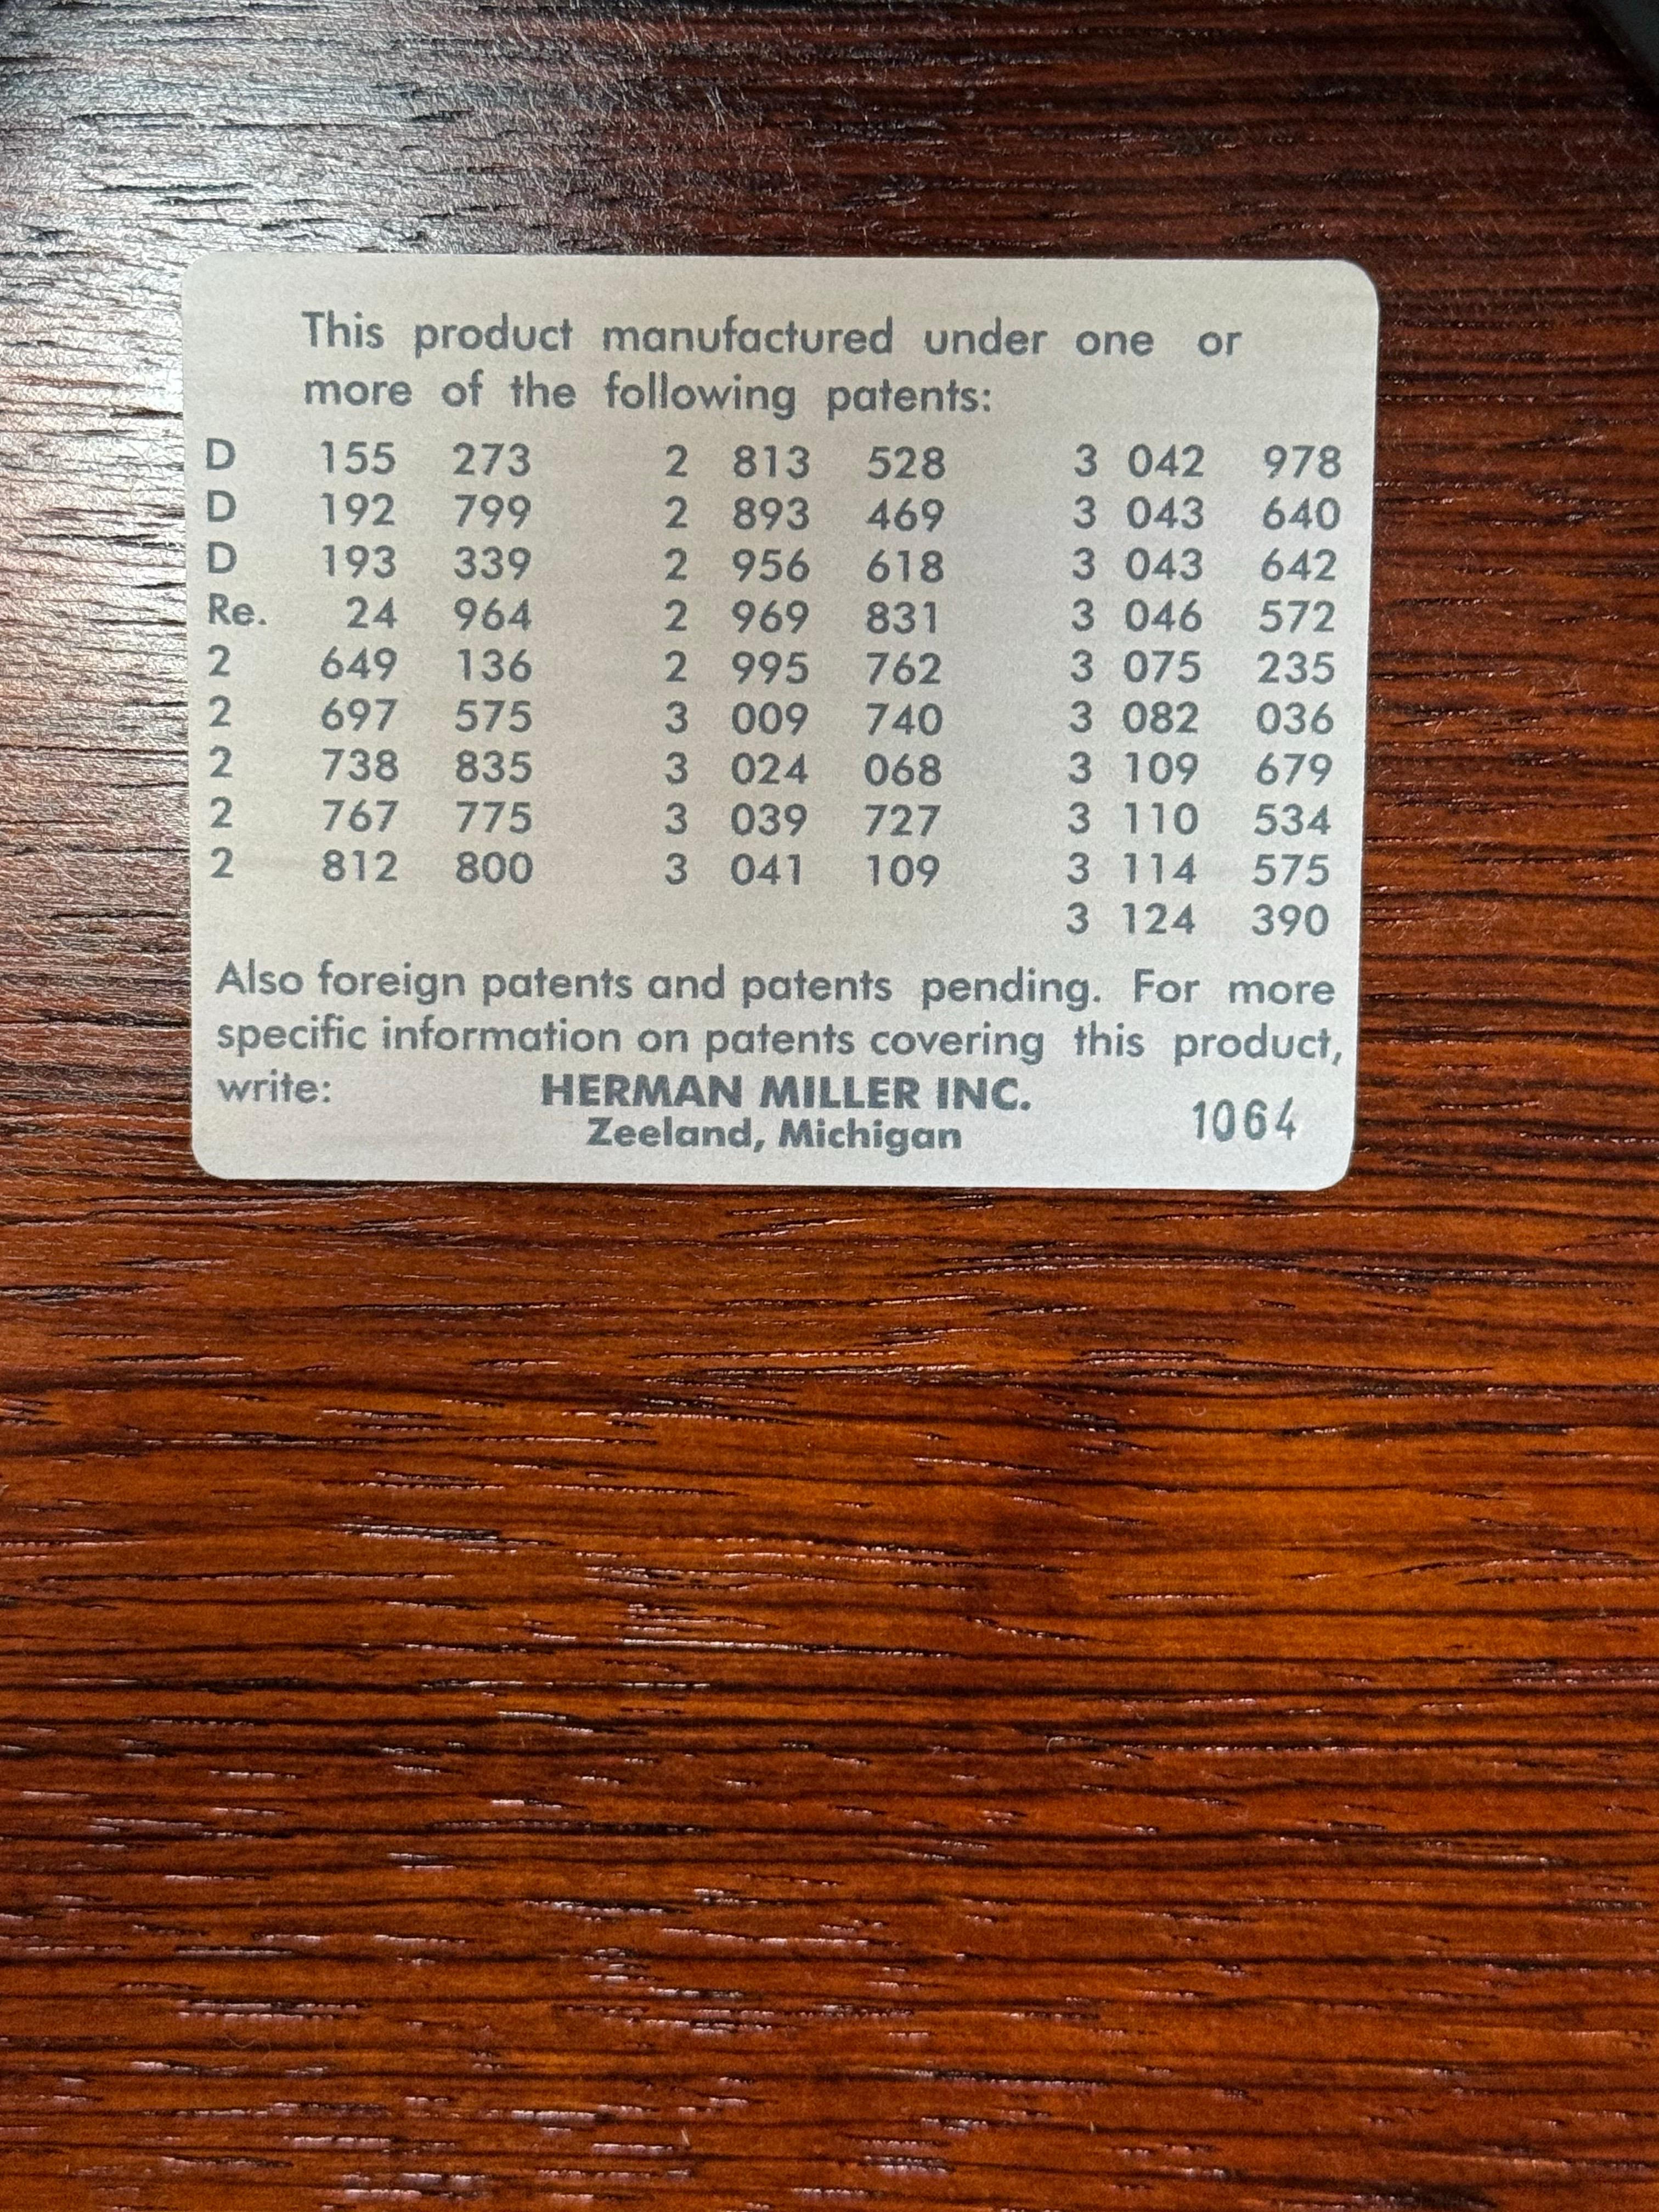 This product manufactured under one or
more of the following patents:
D 155 273 2 813 528 3 042 978
D 192 799 2 893 469 3 043 640
D 193 339 2 956 618 3 043 642
Re. 24 964 2 969 831 3 046 572
2 649 136 2 995 762 3 075 235
2 697 575 3 009 740 3 082 036
2 738 835 3 024 068 3 109 679
2 767 775 3 039 727 3 110 534
2 812 800 3 041 109 3 114 575
3 124 390
Also foreign patents and patents pending. For more
specific information on patents covering this product,
write: HERMAN MILLER INC.
Zeeland, Michigan 1064